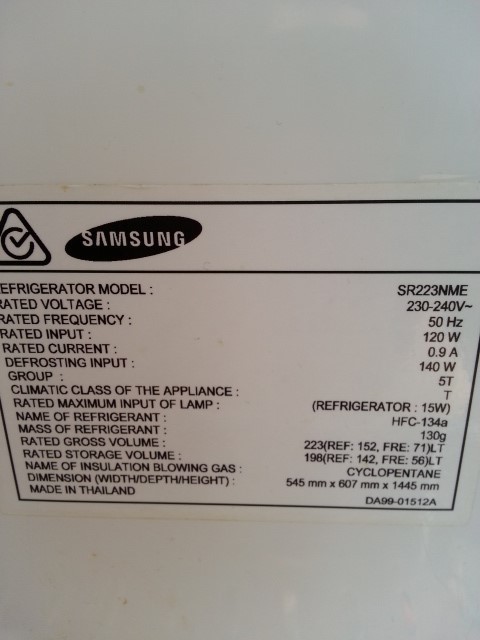 SAMSUNG
EFRIGERATOR MODEL : SR223NME
RATED VOLTAGE : 230-240V~
RATED FREQUENCY : 50 Hz
RATED INPUT : 120 W
RATED CURRENT : 0.9 A
DEFROSTING INPUT : 140 W
GROUP : 5T
CLIMATIC CLASS OF THE APPLIANCE : T
RATED MAXIMUM INPUT OF LAMP : (REFRIGERATOR : 15W)
NAME OF REFRIGERANT : HFC-134a
MASS OF REFRIGERANT : 130g
RATED GROSS VOLUME : 223(REF: 152, FRE: 71)LT
RATED STORAGE VOLUME : 198(REF: 142, FRE: 56)LT
NAME OF INSULATION BLOWING GAS : CYCLOPENTANE
DIMENSION (WIDTH/DEPTH/HEIGHT) : 545 mm x 607 mm x 1445 mm
MADE IN THAILAND DA99-01512A